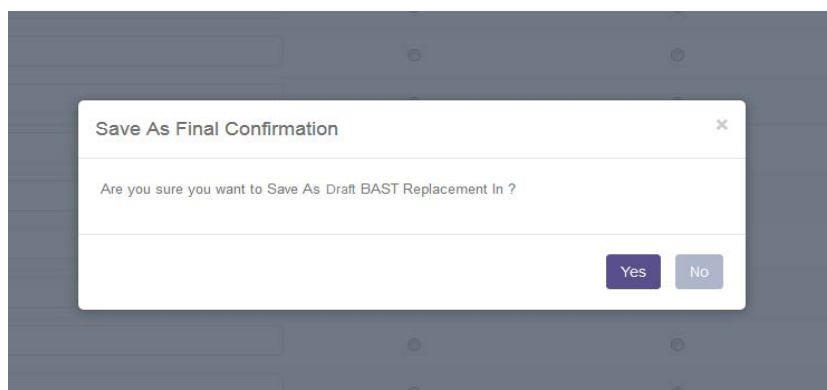 Save As Final Confirmation ×
Are you sure you want to Save As Draft BAST Replacement In ?
Yes No